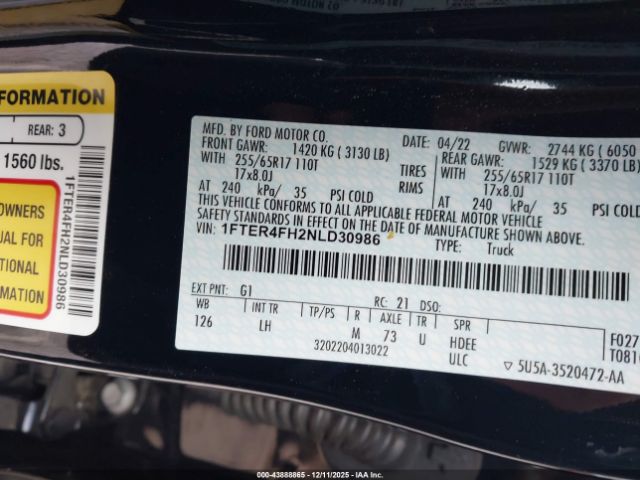 FORMATION
REAR: 3
1560 lbs.
OWNERS
UAL FOR
TIONAL
FORMATION
1FTER4FH2NLD30986
MFD. BY FORD MOTOR CO.
04/22 GVWR: 2744 KG ( 6050
FRONT GAWR: 1420 KG ( 3130 LB)
REAR GAWR: 1529 KG ( 3370 LB)
WITH 255/65R17 110T TIRES WITH 255/65R17 110T
17x8.0J RIMS 17x8.0J
AT 240 kPa/ 35 PSI COLD AT 240 kPa/ 35 PSI COLD
THIS VEHICLE CONFORMS TO ALL APPLICABLE FEDERAL MOTOR VEHICLE
SAFETY STANDARDS IN EFFECT ON THE DATE OF MANUFACTURE SHOWN ABOVE.
VIN: 1FTER4FH2NLD30986
TYPE: Truck
EXT PNT: G1 RC: 21 DSO:
WB INT TR TP/PS R AXLE TR SPR
126 LH M 73 U HDEE
ULC
F027
T081
3202204013022
5U5A-3520472-AA
000-43888865 - 12/11/2025 - IAA Inc.